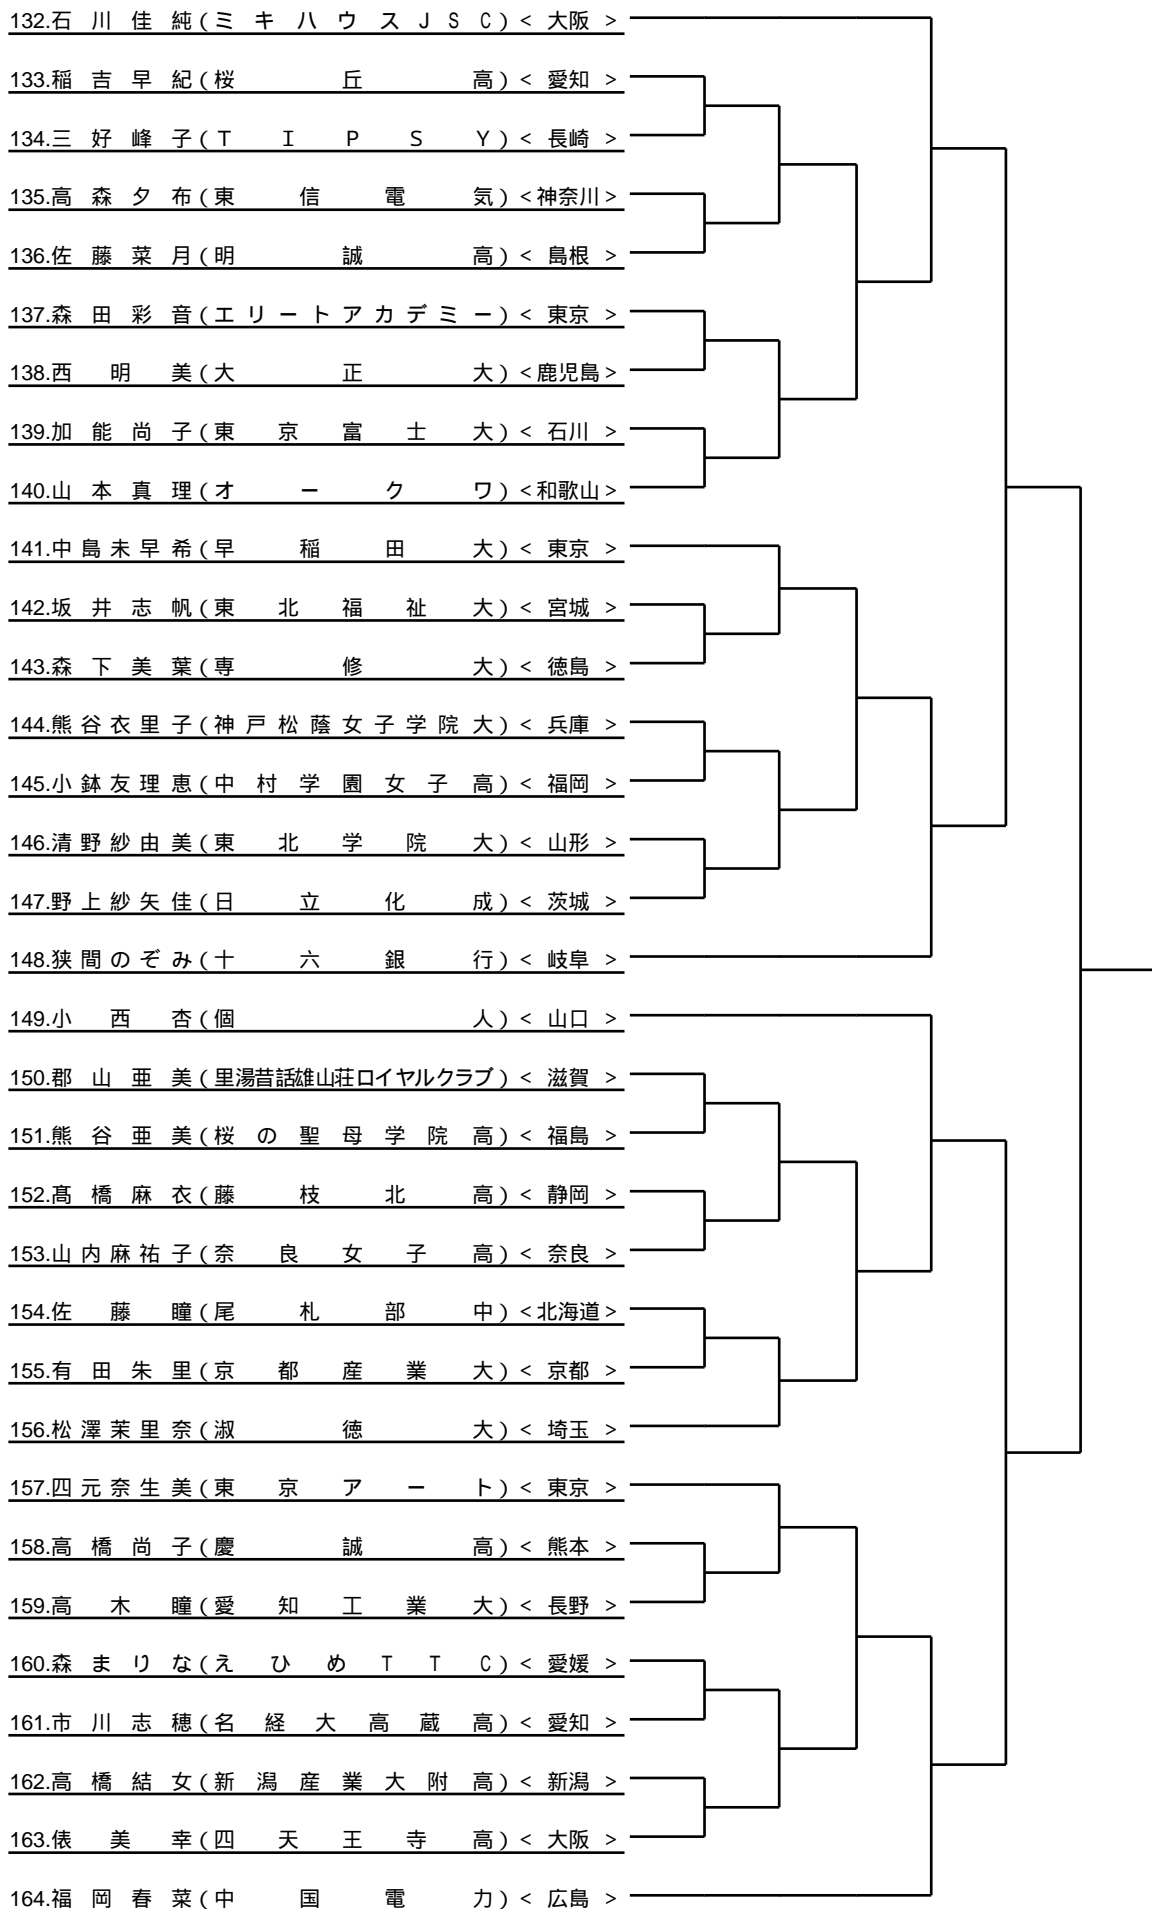 132.石川佳純(ミキハウスJSC)< 大阪 >
133.稲吉早紀(桜丘高)< 愛知 >
134.三好峰子(TIPSY)< 長崎 >
135.高森夕布(東信電気)<神奈川>
136.佐藤菜月(明誠高)< 島根 >
137.森田彩音(エリートアカデミー)< 東京 >
138.西明美(大正大)<鹿児島>
139.加能尚子(東京富士大)< 石川 >
140.山本真理(オークワ)<和歌山>
141.中島未早希(早稲田大)< 東京 >
142.坂井志帆(東北福祉大)< 宮城 >
143.森下美葉(専修大)< 徳島 >
144.熊谷衣里子(神戸松蔭女子学院大)< 兵庫 >
145.小鉢友理恵(中村学園女子高)< 福岡 >
146.清野紗由美(東北学院大)< 山形 >
147.野上紗矢佳(日立化成)< 茨城 >
148.狭間のぞみ(十六銀行)< 岐阜 >
149.小西杏(個人)< 山口 >
150.郡山亜美(里湯昔話雄山荘ロイヤルクラブ)< 滋賀 >
151.熊谷亜美(桜の聖母学院高)< 福島 >
152.髙橋麻衣(藤枝北高)< 静岡 >
153.山内麻祐子(奈良女子高)< 奈良 >
154.佐藤瞳(尾札部中)<北海道>
155.有田朱里(京都産業大)< 京都 >
156.松澤茉里奈(淑徳大)< 埼玉 >
157.四元奈生美(東京アート)< 東京 >
158.高橋尚子(慶誠高)< 熊本 >
159.高木瞳(愛知工業大)< 長野 >
160.森まりな(えひめTTC)< 愛媛 >
161.市川志穂(名経大高蔵高)< 愛知 >
162.高橋結女(新潟産業大附高)< 新潟 >
163.俵美幸(四天王寺高)< 大阪 >
164.福岡春菜(中国電力)< 広島 >